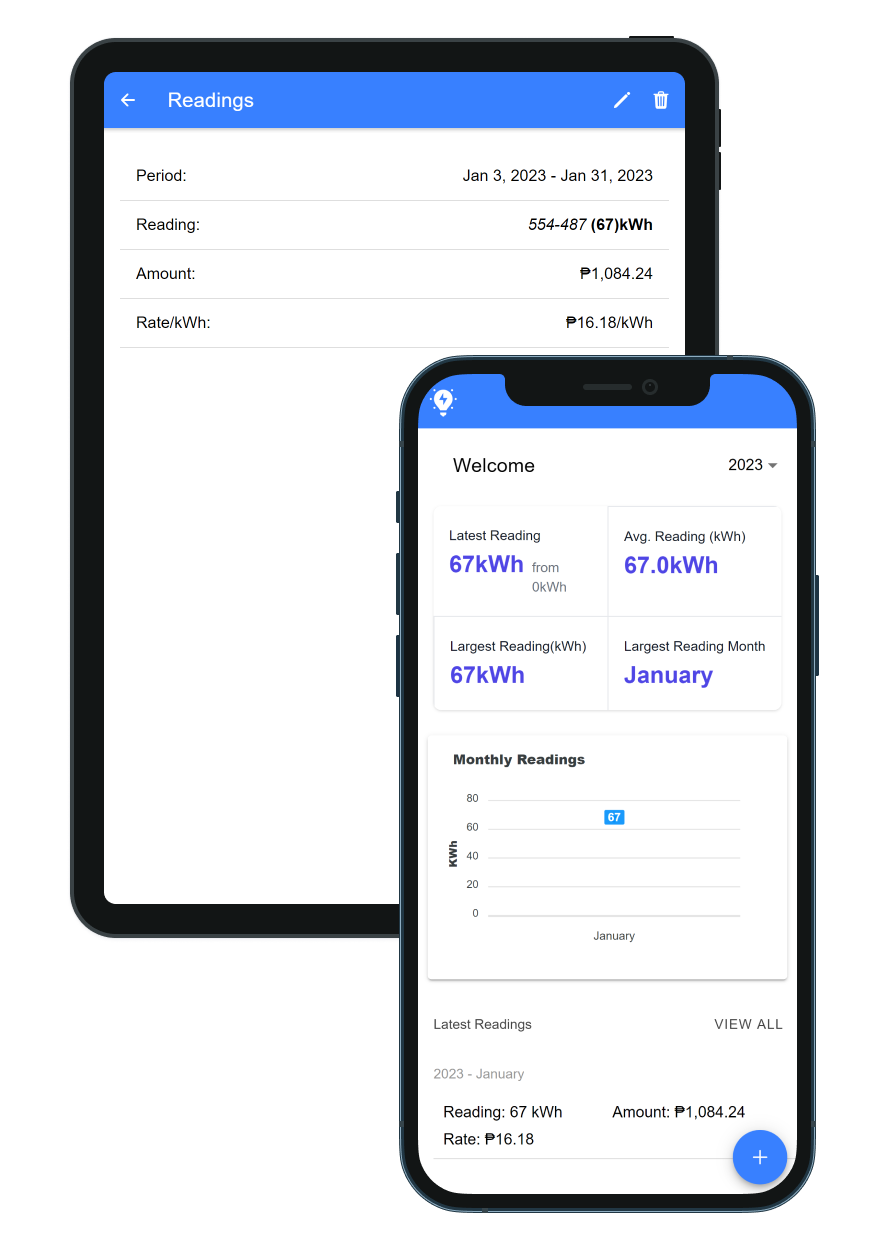 Readings
Period: Jan 3, 2023 - Jan 31, 2023
Reading: 554-487 (67)kWh
Amount: ₱1,084.24
Rate/kWh: ₱16.18/kWh
Welcome 2023
Latest Reading
67kWh from 0kWh
Avg. Reading (kWh)
67.0kWh
Largest Reading(kWh)
67kWh
Largest Reading Month
January
Monthly Readings
80
67
60
KWh
40
20
0
January
Latest Readings VIEW ALL
2023 - January
Reading: 67 kWh Amount: ₱1,084.24
Rate: ₱16.18